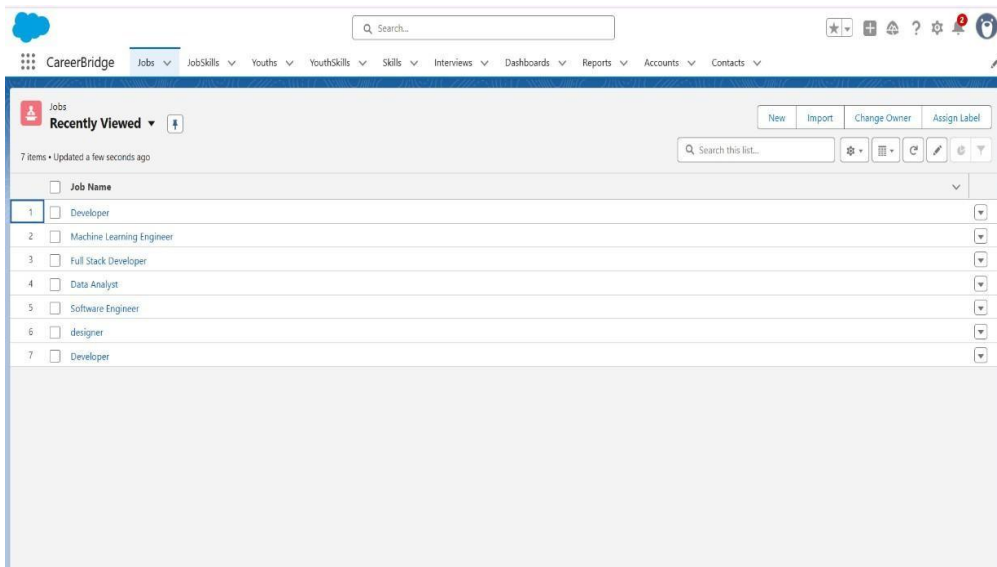 Search...
2
CareerBridge Jobs JobSkills Youths YouthSkills Skills Interviews Dashboards Reports Accounts Contacts
Jobs
Recently Viewed
New Import Change Owner Assign Label
7 items • Updated a few seconds ago
Search this list...
Job Name
1 Developer
2 Machine Learning Engineer
3 Full Stack Developer
4 Data Analyst
5 Software Engineer
6 designer
7 Developer